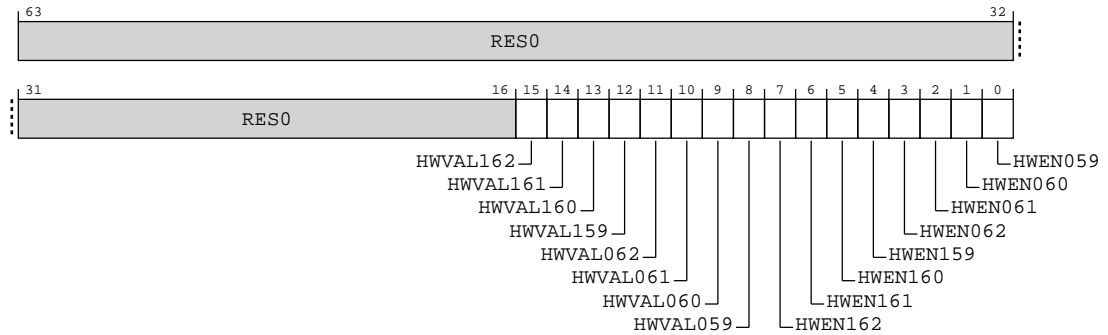 63 32
RES0
31 16 15 14 13 12 11 10 9 8 7 6 5 4 3 2 1 0
RES0
HWVAL162 HWEN059
HWVAL161 HWEN060
HWVAL160 HWEN061
HWVAL159 HWEN062
HWVAL062 HWEN159
HWVAL061 HWEN160
HWVAL060 HWEN161
HWVAL059 HWEN162